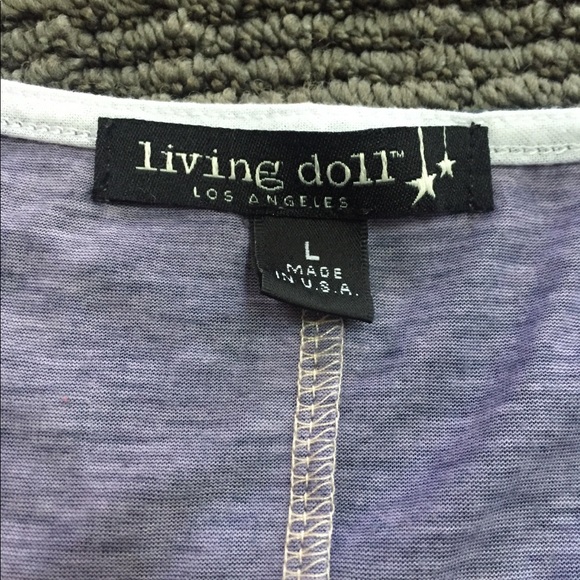 living doll™
LOS ANGELES
L
MADE
IN U.S.A.